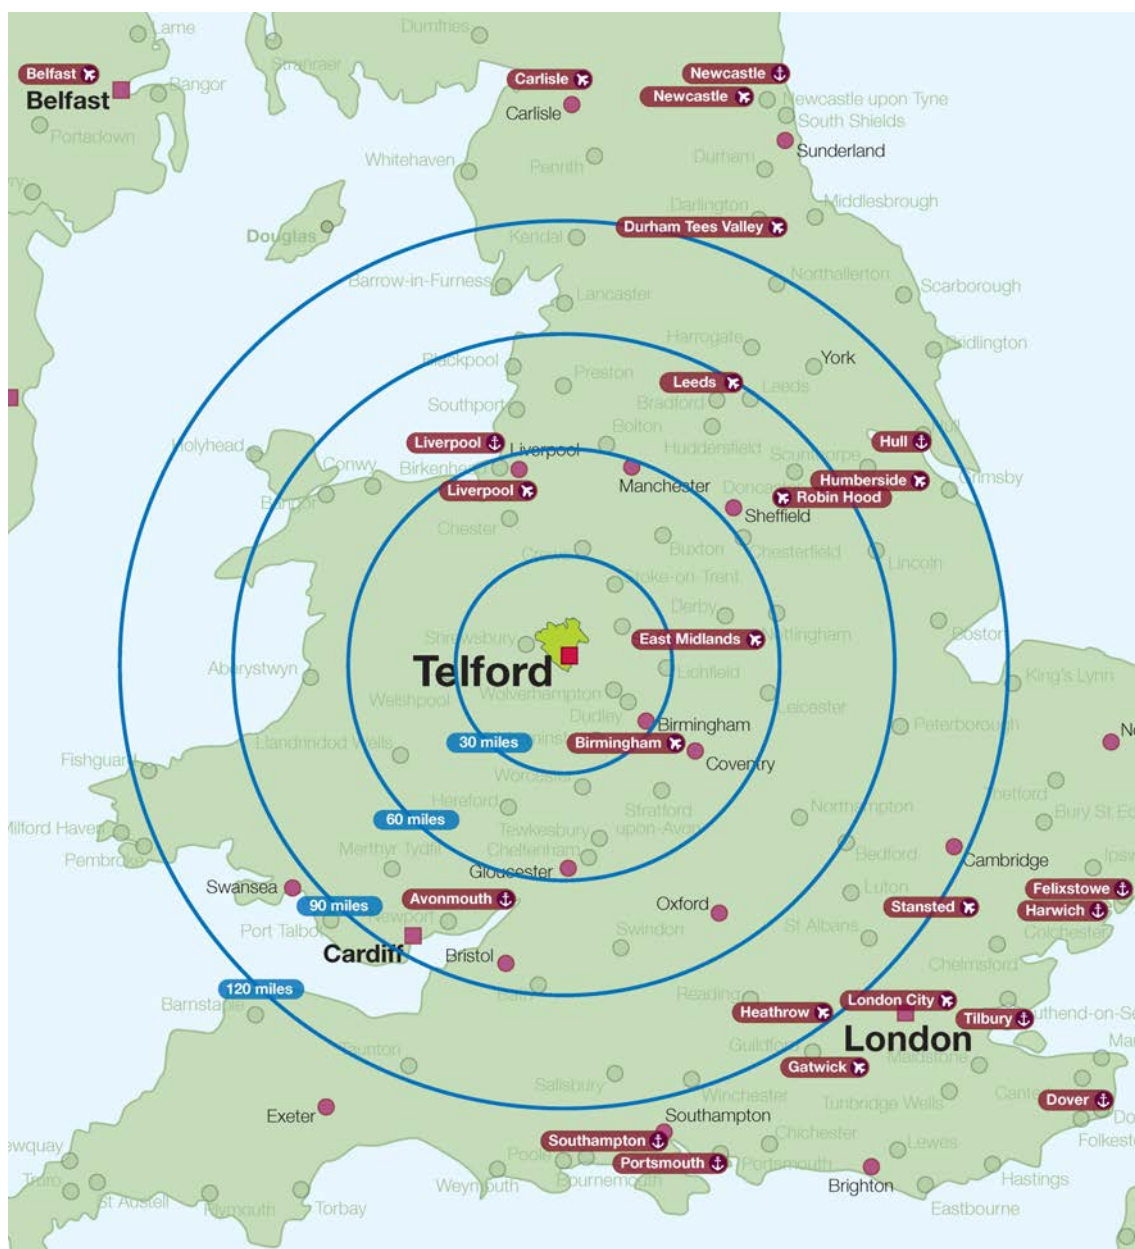 Larne
Dumfries
Stranraer
Belfast
Bangor
Belfast
Carlisle
Carlisle
Newcastle
Newcastle
Newcastle upon Tyne
South Shields
Portadown
Sunderland
Whitehaven
Penrith
Durham
Darlington
Middlesbrough
Douglas
Kendal
Durham Tees Valley
Barrow-in-Furness
Northallerton
Lancaster
Scarborough
Harrogate
York
Bridlington
Blackpool
Preston
Leeds
Leeds
Bradford
Southport
Bolton
Huddersfield
Hull
Hull
Liverpool
Liverpool
Holyhead
Conwy
Birkenhead
Scunthorpe
Manchester
Doncaster
Humberside
Grimsby
Liverpool
Robin Hood
Bangor
Sheffield
Chester
Buxton
Chesterfield
Crewe
Lincoln
Stoke-on Trent
Derby
Nottingham
Boston
Shrewsbury
East Midlands
Telford
Lichfield
Aberystwyn
King's Lynn
Welshpool
Wolverhampton
Leicester
Dudley
Birmingham
Peterborough
30 miles
Birmingham
Llandrindod Wells
Coventry
Fishguard
Worcester
Thetford
Hereford
Stratford
upon-Avon
Northampton
60 miles
Tewkesbury
Milford Haven
Cheltenham
Bedford
Pembroke
Merthyr Tydfil
Cambridge
Gloucester
Swansea
Luton
Felixstowe
90 miles
Avonmouth
Oxford
Stansted
Harwich
Port Talbot
Newport
St Albans
Colchester
Cardiff
Bristol
Swindon
Chelmsford
Bath
120 miles
Barnstaple
Reading
London City
Heathrow
Tilbury
London
Taunton
Guildford
Maidstone
Gatwick
Salisbury
Winchester
Tunbridge Wells
Dover
Exeter
Southampton
Southampton
Chichester
Lewes
Poole
Portsmouth
Portsmouth
Bournemouth
Weymouth
Hastings
Brighton
Eastbourne
Truro
St Austell
Plymouth
Torbay